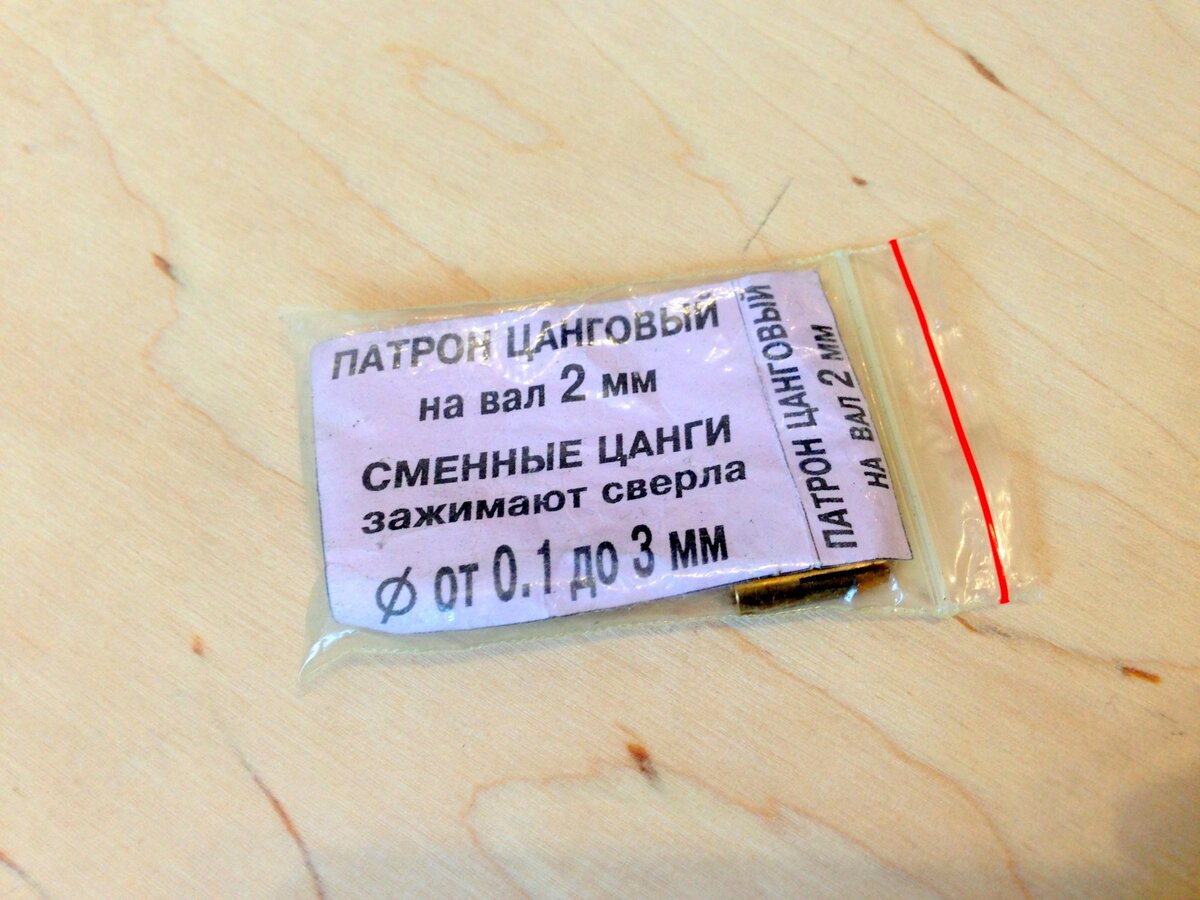 ПАТРОН ЦАНГОВЫЙ
на вал 2 мм
СМЕННЫЕ ЦАНГИ
зажимают сверла
Ø от 0.1 до 3 мм
ПАТРОН ЦАНГОВЫЙ
НА ВАЛ 2 мм